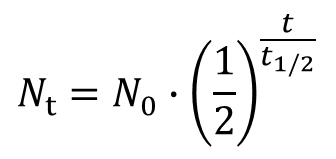 N_t = N_0 · (1/2)^(t/t_{1/2})